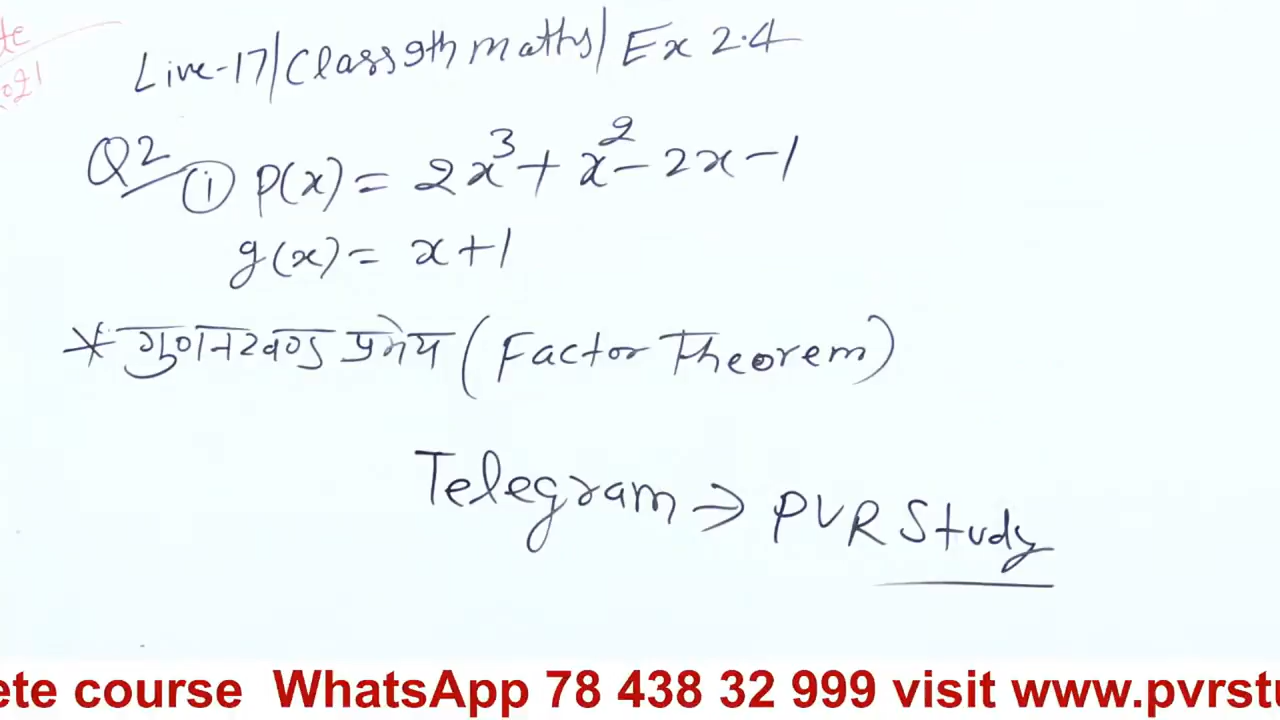 Live-17/Class 9th maths/Ex 2.4
Q2 (i) p(x) = 2x³ + x² - 2x - 1
g(x) = x + 1
* गुणनखण्ड प्रमेय (Factor Theorem)
Telegram → PVR Study
ete course WhatsApp 78 438 32 999 visit www.pvrstu